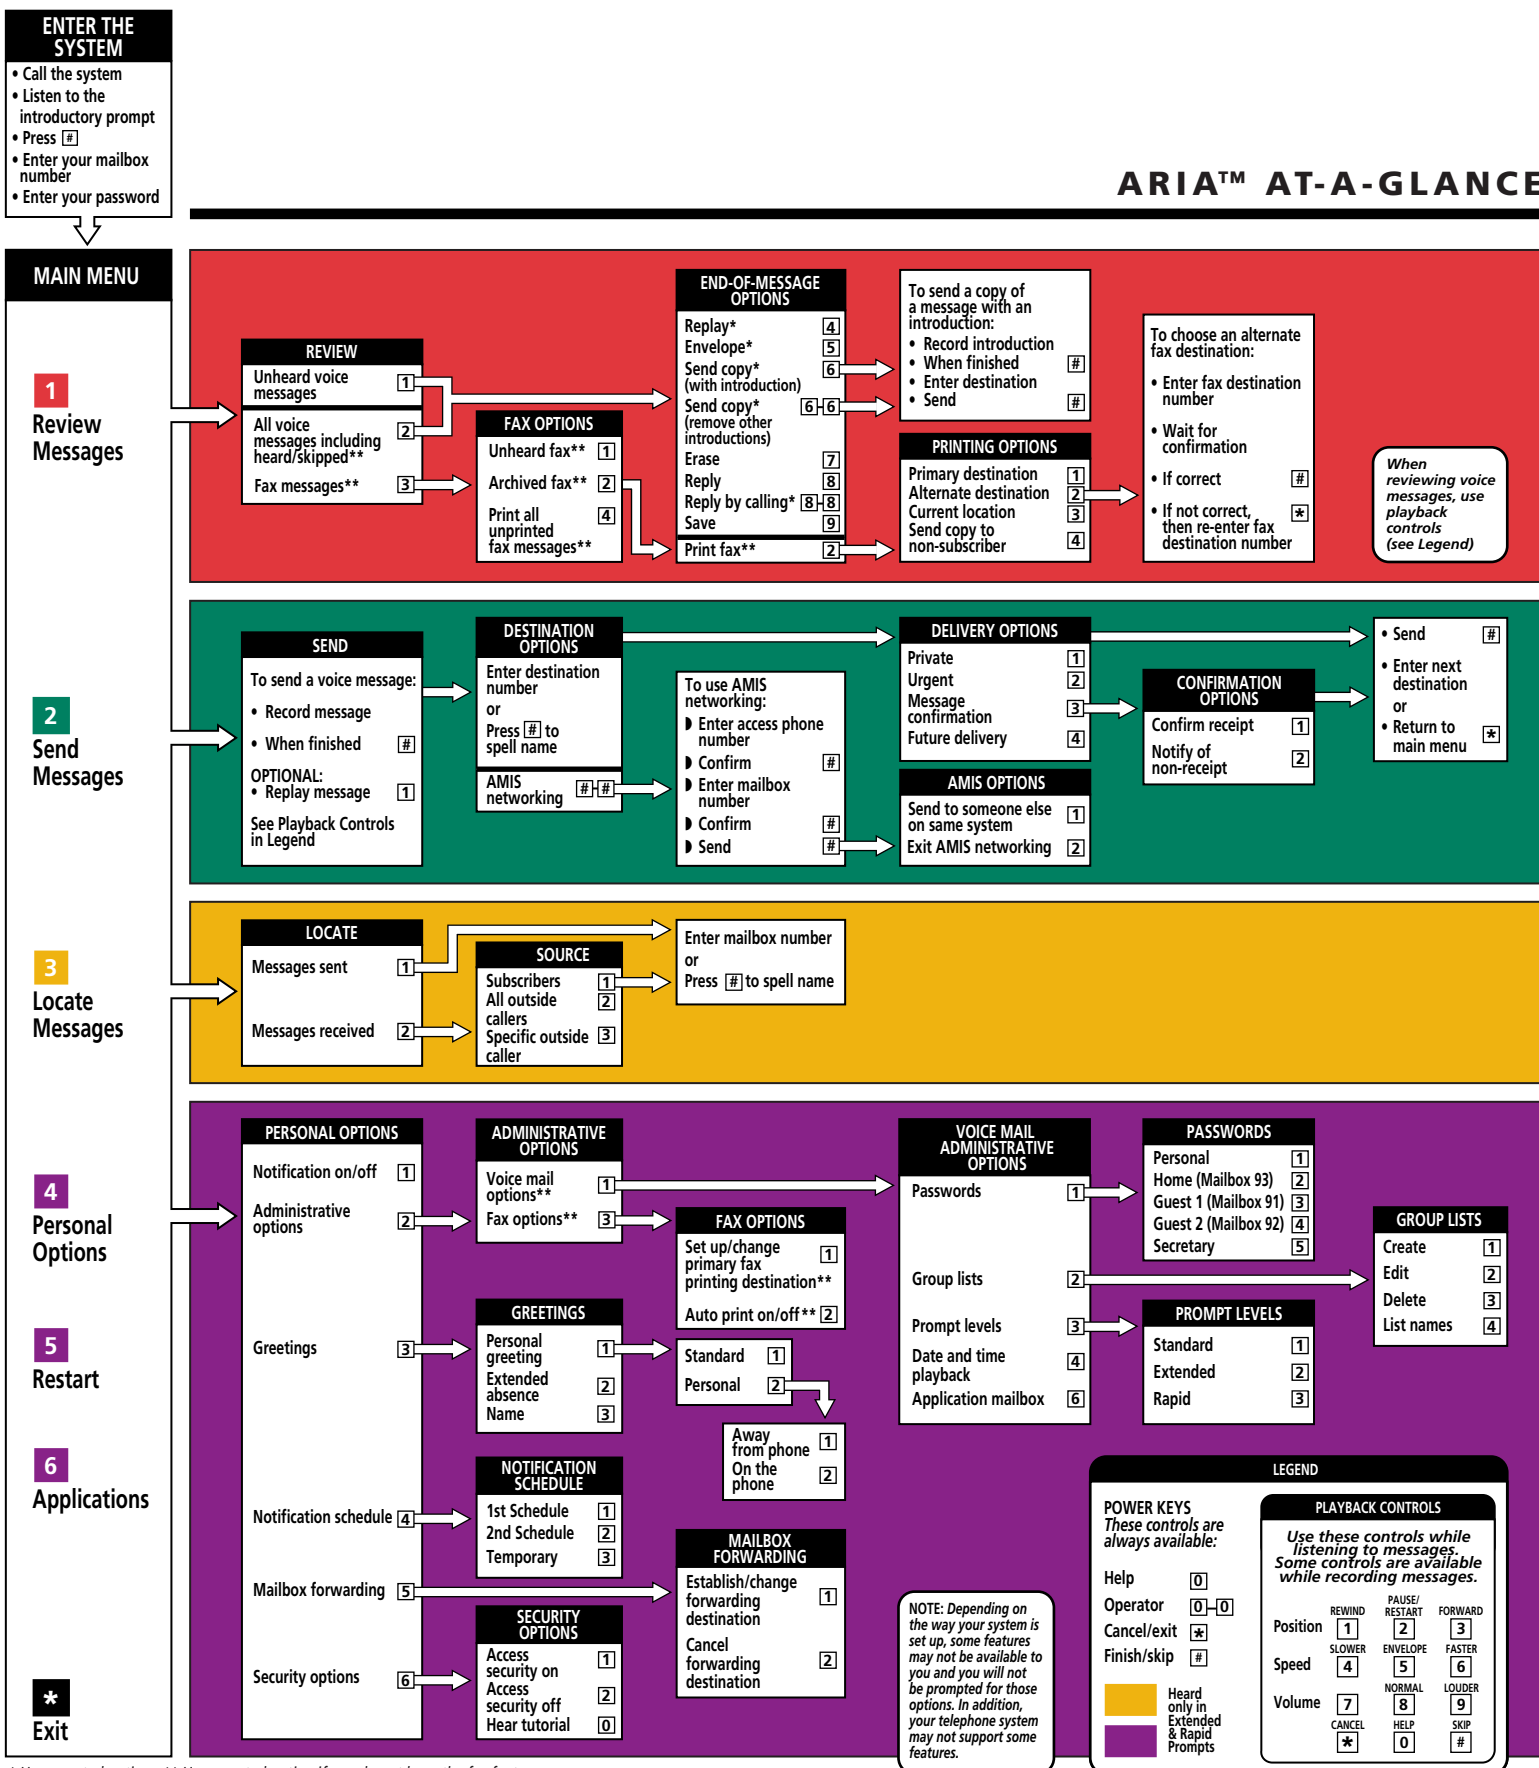 ENTER THE
SYSTEM
• Call the system
• Listen to the
introductory prompt
• Press #
• Enter your mailbox
number
• Enter your password
ARIA™ AT-A-GLANCE
MAIN MENU
1
Review
Messages
2
Send
Messages
3
Locate
Messages
4
Personal
Options
5
Restart
6
Applications
*
Exit
REVIEW
Unheard voice
messages 1
All voice
messages including
heard/skipped** 2
Fax messages** 3
FAX OPTIONS
Unheard fax** 1
Archived fax** 2
Print all
unprinted
fax messages** 4
END-OF-MESSAGE
OPTIONS
Replay* 4
Envelope* 5
Send copy* 6
(with introduction)
Send copy* 6-6
(remove other
introductions)
Erase 7
Reply 8
Reply by calling* 8-8
Save 9
Print fax** 2
To send a copy of
a message with an
introduction:
• Record introduction
• When finished #
• Enter destination
• Send #
PRINTING OPTIONS
Primary destination 1
Alternate destination 2
Current location 3
Send copy to
non-subscriber 4
To choose an alternate
fax destination:
• Enter fax destination
number
• Wait for
confirmation
• If correct #
• If not correct, *
then re-enter fax
destination number
When
reviewing voice
messages, use
playback
controls
(see Legend)
SEND
To send a voice message:
• Record message
• When finished #
OPTIONAL:
• Replay message 1
See Playback Controls
in Legend
DESTINATION
OPTIONS
Enter destination
number
or
Press # to
spell name
AMIS
networking #-#
To use AMIS
networking:
Enter access phone
number
Confirm #
Enter mailbox
number
Confirm #
Send #
DELIVERY OPTIONS
Private 1
Urgent 2
Message
confirmation 3
Future delivery 4
AMIS OPTIONS
Send to someone else
on same system 1
Exit AMIS networking 2
CONFIRMATION
OPTIONS
Confirm receipt 1
Notify of
non-receipt 2
• Send #
• Enter next
destination
or
• Return to
main menu *
LOCATE
Messages sent 1
Messages received 2
SOURCE
Subscribers 1
All outside 2
callers
Specific outside 3
caller
Enter mailbox number
or
Press # to spell name
PERSONAL OPTIONS
Notification on/off 1
Administrative
options 2
Greetings 3
Notification schedule 4
Mailbox forwarding 5
Security options 6
ADMINISTRATIVE
OPTIONS
Voice mail
options** 1
Fax options** 3
FAX OPTIONS
Set up/change
primary fax 1
printing destination**
Auto print on/off** 2
GREETINGS
Personal
greeting 1
Extended
absence 2
Name 3
Standard 1
Personal 2
Away
from phone 1
On the
phone 2
NOTIFICATION
SCHEDULE
1st Schedule 1
2nd Schedule 2
Temporary 3
MAILBOX
FORWARDING
Establish/change
forwarding 1
destination
Cancel
forwarding 2
destination
SECURITY
OPTIONS
Access
security on 1
Access
security off 2
Hear tutorial 0
VOICE MAIL
ADMINISTRATIVE
OPTIONS
Passwords 1
Group lists 2
Prompt levels 3
Date and time
playback 4
Application mailbox 6
PASSWORDS
Personal 1
Home (Mailbox 93) 2
Guest 1 (Mailbox 91) 3
Guest 2 (Mailbox 92) 4
Secretary 5
GROUP LISTS
Create 1
Edit 2
Delete 3
List names 4
PROMPT LEVELS
Standard 1
Extended 2
Rapid 3
NOTE: Depending on
the way your system is
set up, some features
may not be available to
you and you will not
be prompted for those
options. In addition,
your telephone system
may not support some
features.
LEGEND
POWER KEYS
These controls are
always available:
Help 0
Operator 0-0
Cancel/exit *
Finish/skip #
Heard
only in
Extended
& Rapid
Prompts
PLAYBACK CONTROLS
Use these controls while
listening to messages.
Some controls are available
while recording messages.
REWIND PAUSE/RESTART FORWARD
Position 1 2 3
SLOWER ENVELOPE FASTER
Speed 4 5 6
NORMAL LOUDER
Volume 7 8 9
CANCEL HELP SKIP
* 0 #